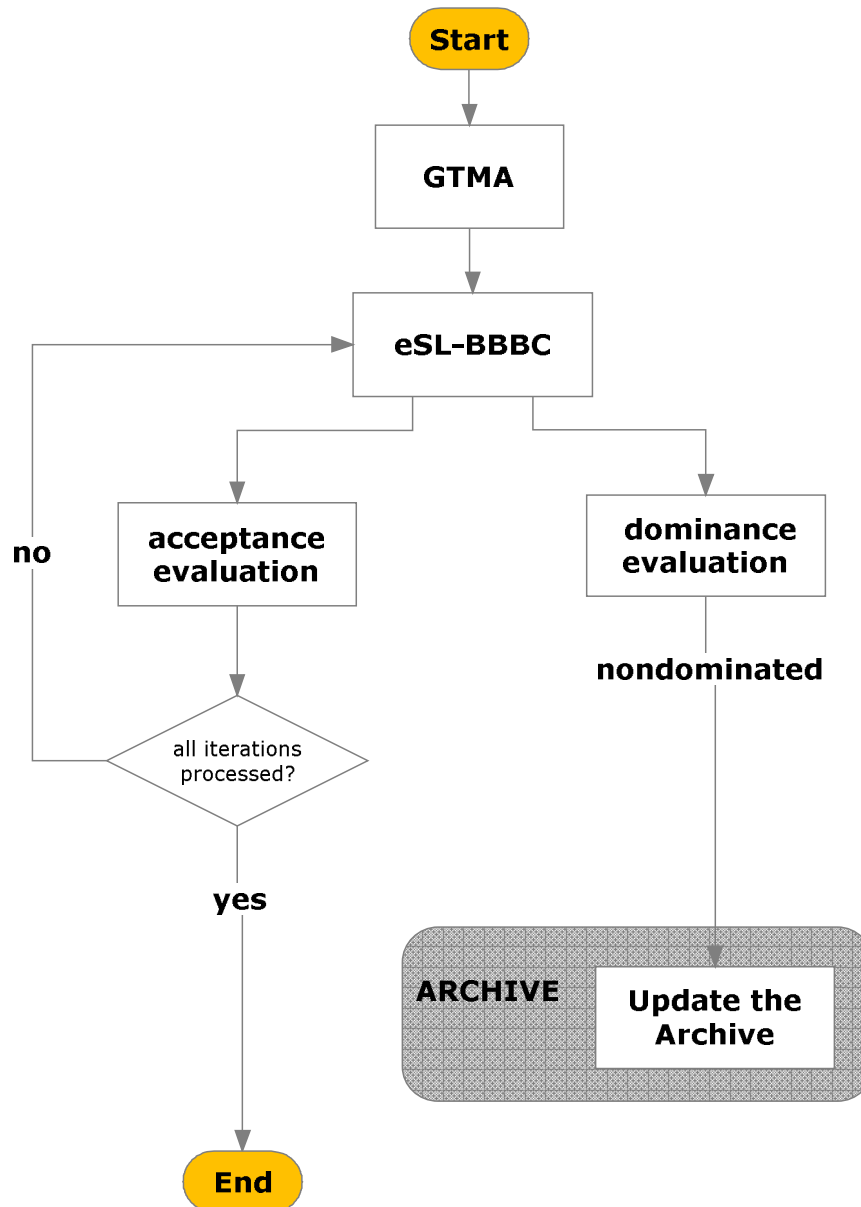 Start
GTMA
eSL-BBBC
acceptance
evaluation
dominance
evaluation
no
nondominated
all iterations
processed?
yes
ARCHIVE
Update the
Archive
End